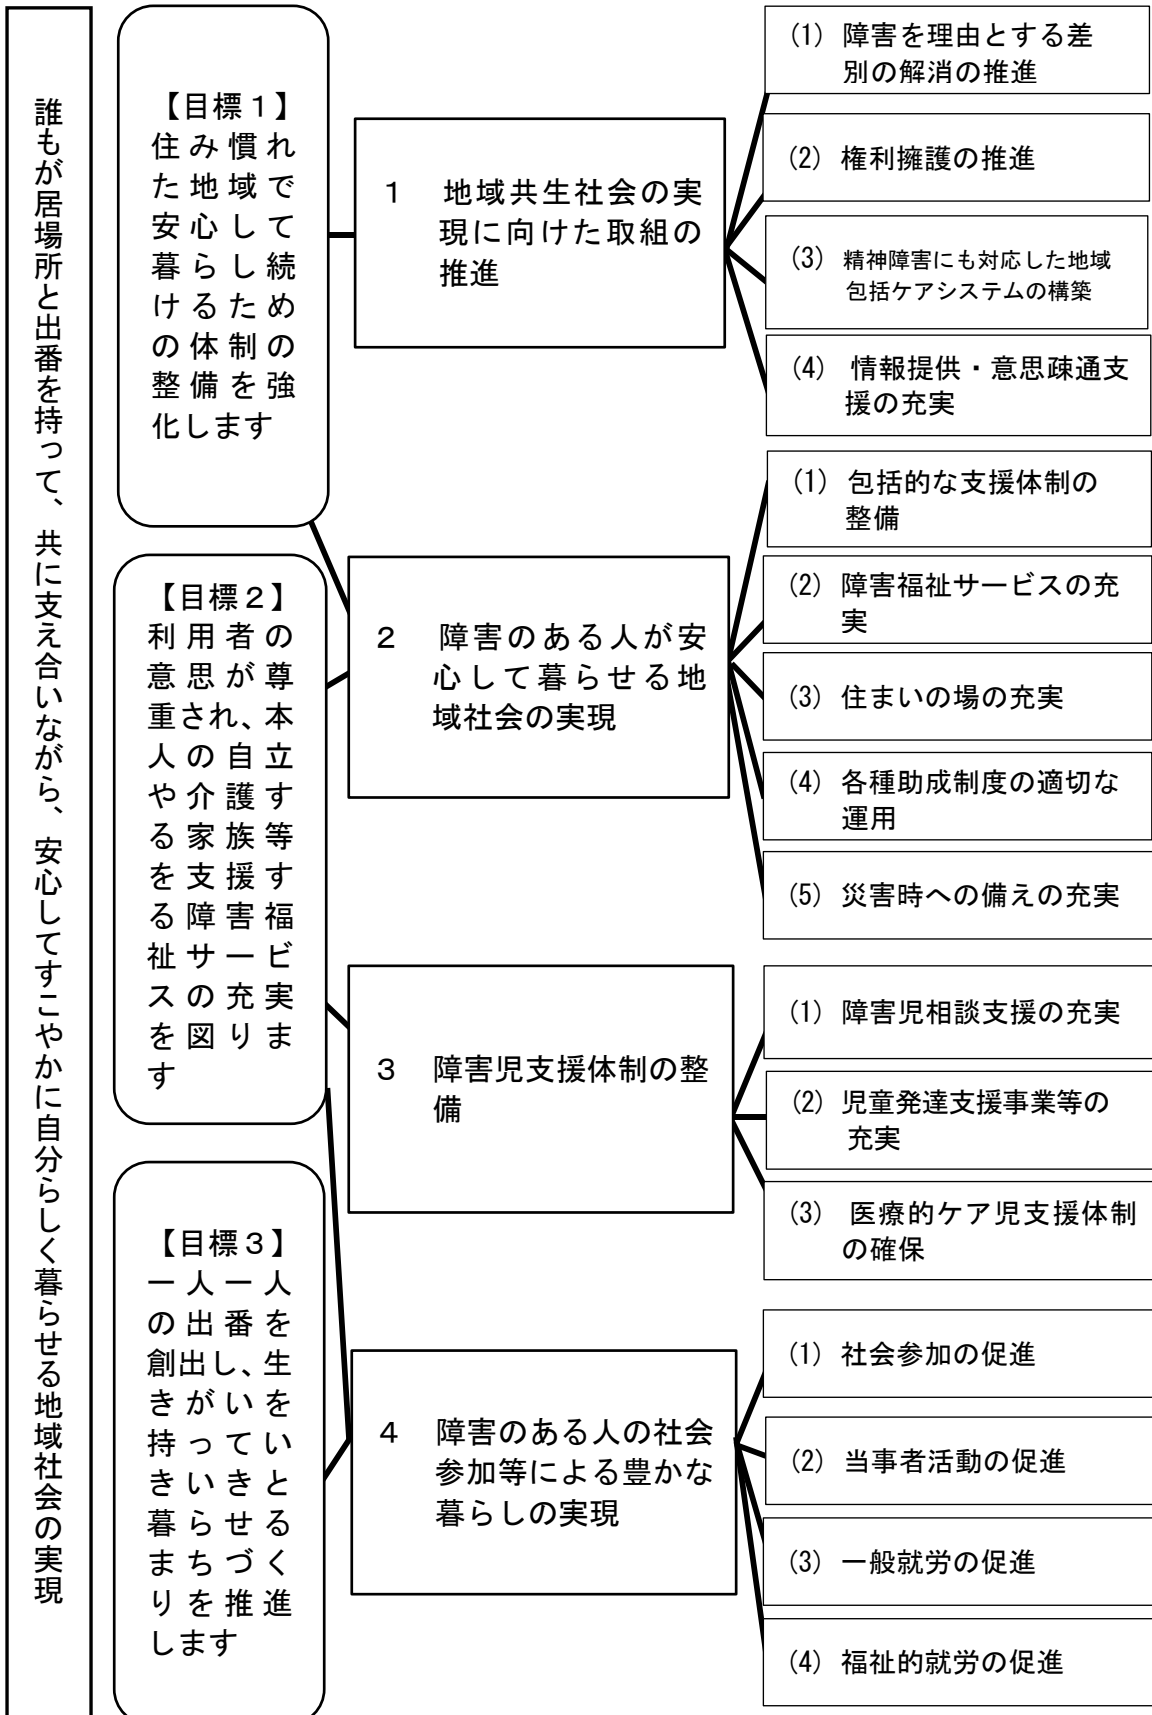 誰もが居場所と出番を持って、共に支え合いながら、安心してすこやかに自分らしく暮らせる地域社会の実現
【目標１】
住み慣れ
た地域で
安心して
暮らし続
けるため
の体制の
整備を強
化します
【目標２】
利用者の
意思が尊
重され、本
人の自立
や介護す
る家族等
を支援す
る障害福
祉サービ
スの充実
を図りま
す
【目標３】
一人一人
の出番を
創出し、生
きがいを
持ってい
きいきと
暮らせる
まちづく
りを推進
します
１　地域共生社会の実
現に向けた取組の
推進
２　障害のある人が安
心して暮らせる地
域社会の実現
３　障害児支援体制の整
備
４　障害のある人の社会
参加等による豊かな
暮らしの実現
(1) 障害を理由とする差
別の解消の推進
(2) 権利擁護の推進
(3) 精神障害にも対応した地域
包括ケアシステムの構築
(4) 情報提供・意思疎通支
援の充実
(1) 包括的な支援体制の
整備
(2) 障害福祉サービスの充
実
(3) 住まいの場の充実
(4) 各種助成制度の適切な
運用
(5) 災害時への備えの充実
(1) 障害児相談支援の充実
(2) 児童発達支援事業等の
充実
(3) 医療的ケア児支援体制
の確保
(1) 社会参加の促進
(2) 当事者活動の促進
(3) 一般就労の促進
(4) 福祉的就労の促進